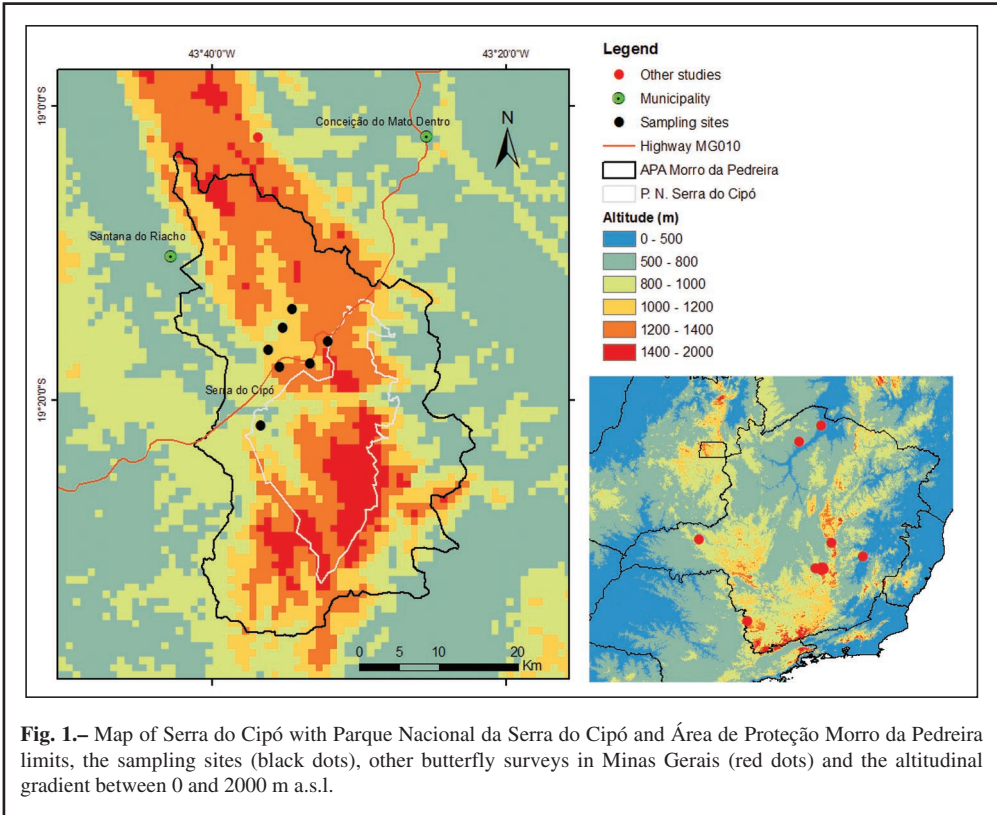 43°40'0"W
43°20'0"W
19°0'0"S
19°20'0"S
Conceição do Mato Dentro
N
Santana do Riacho
Serra do Cipó
0 5 10 20
Km
Legend
Other studies
Municipality
Sampling sites
Highway MG010
APA Morro da Pedreira
P. N. Serra do Cipó
Altitude (m)
0 - 500
500 - 800
800 - 1000
1000 - 1200
1200 - 1400
1400 - 2000
Fig. 1.– Map of Serra do Cipó with Parque Nacional da Serra do Cipó and Área de Proteção Morro da Pedreira
limits, the sampling sites (black dots), other butterfly surveys in Minas Gerais (red dots) and the altitudinal
gradient between 0 and 2000 m a.s.l.